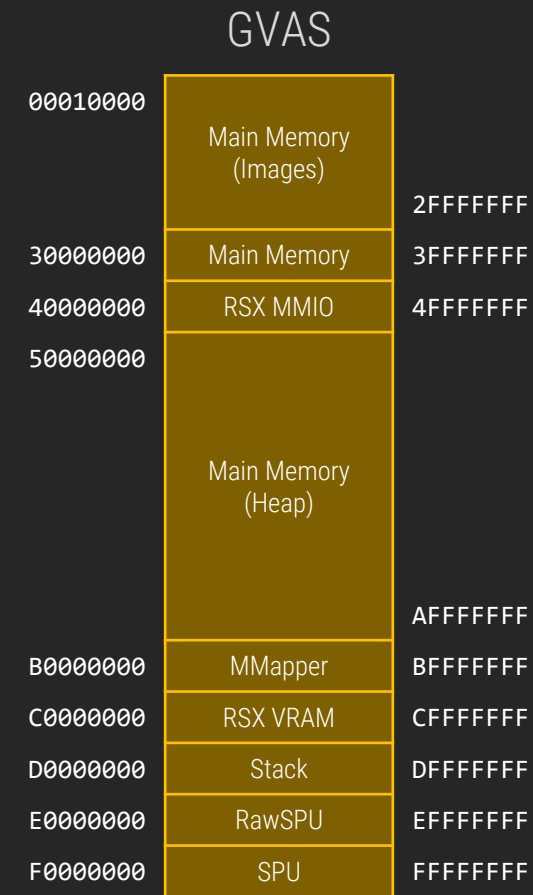 GVAS
00010000
Main Memory
(Images)
2FFFFFFF
30000000 Main Memory 3FFFFFFF
40000000 RSX MMIO 4FFFFFFF
50000000
Main Memory
(Heap)
AFFFFFFF
B0000000 MMapper BFFFFFFF
C0000000 RSX VRAM CFFFFFFF
D0000000 Stack DFFFFFFF
E0000000 RawSPU EFFFFFFF
F0000000 SPU FFFFFFFF